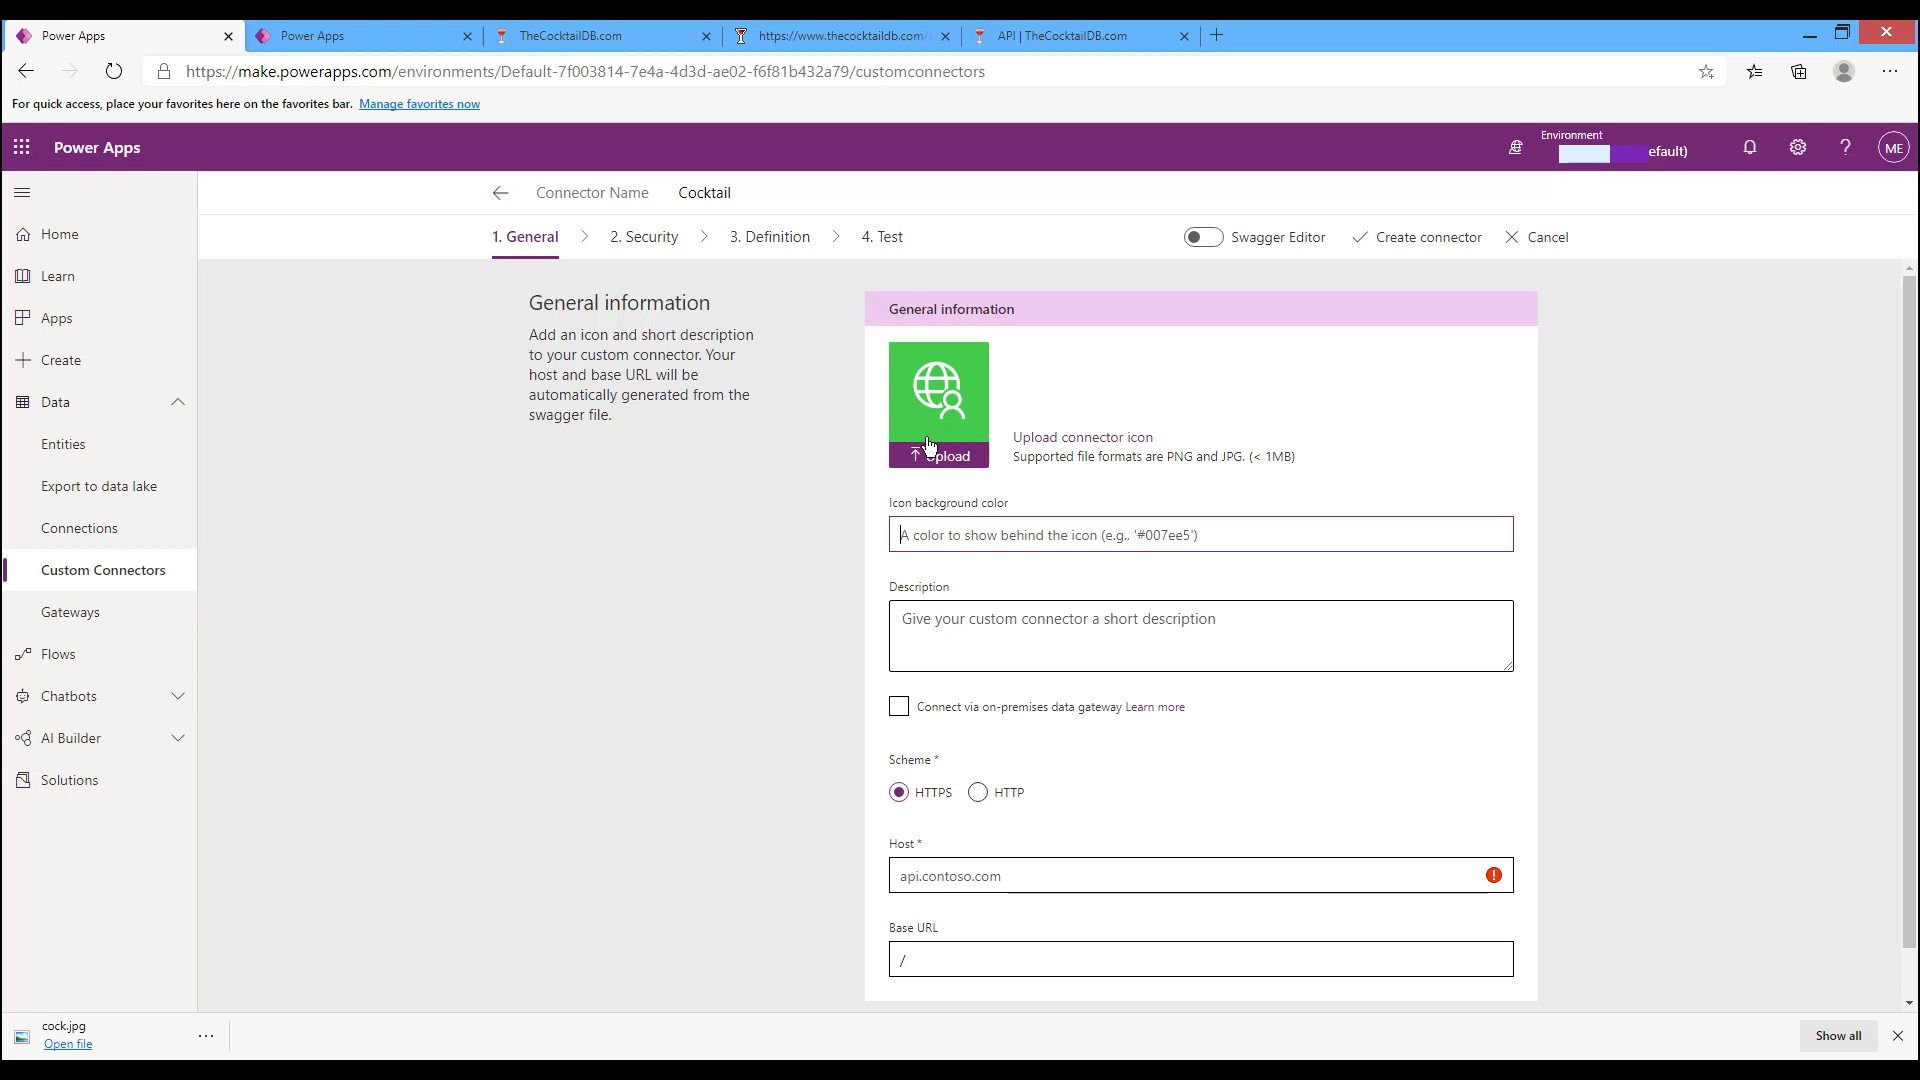 Power Apps
Power Apps
TheCocktailDB.com
https://www.thecocktaildb.com/
API | TheCocktailDB.com
https://make.powerapps.com/environments/Default-7f003814-7e4a-4d3d-ae02-f6f81b432a79/customconnectors
For quick access, place your favorites here on the favorites bar. Manage favorites now
Power Apps
Environment
efault)
ME
Connector Name Cocktail
1. General
2. Security
3. Definition
4. Test
Swagger Editor
Create connector
Cancel
Home
Learn
Apps
Create
Data
Entities
Export to data lake
Connections
Custom Connectors
Gateways
Flows
Chatbots
AI Builder
Solutions
General information
Add an icon and short description
to your custom connector. Your
host and base URL will be
automatically generated from the
swagger file.
General information
Upload
Upload connector icon
Supported file formats are PNG and JPG. (< 1MB)
Icon background color
A color to show behind the icon (e.g., '#007ee5')
Description
Give your custom connector a short description
Connect via on-premises data gateway Learn more
Scheme *
HTTPS
HTTP
Host *
api.contoso.com
Base URL
/
cock.jpg
Open file
Show all